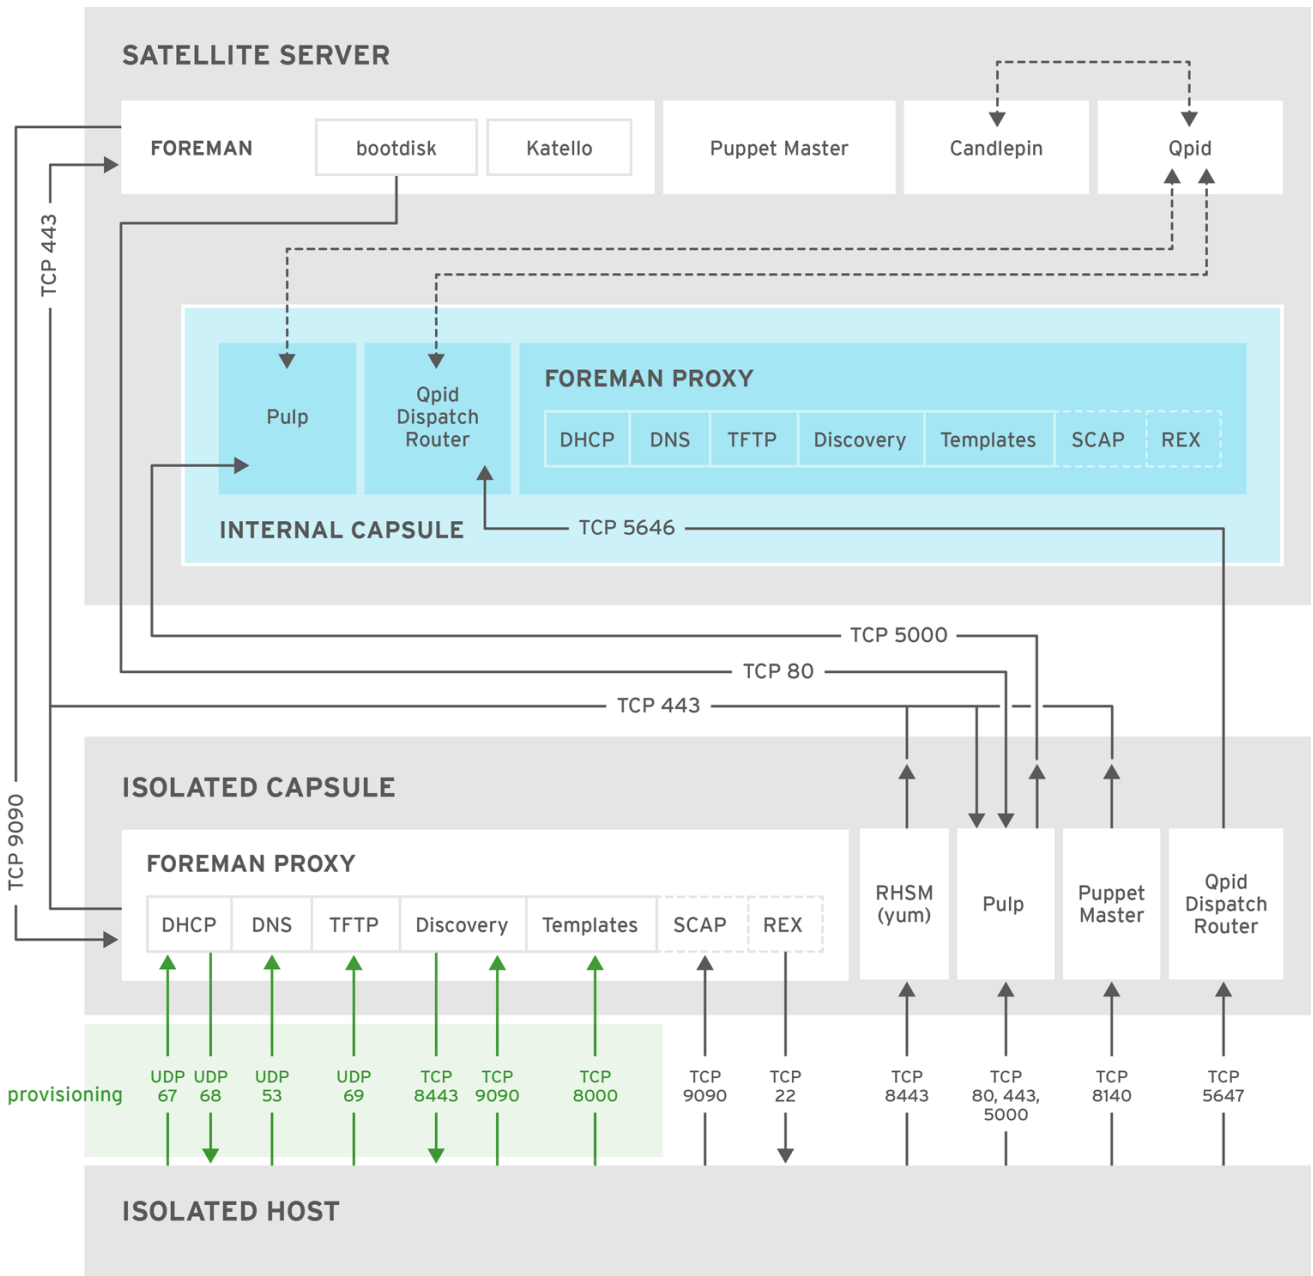 SATELLITE SERVER
FOREMAN
bootdisk
Katello
Puppet Master
Candlepin
Qpid
TCP 443
Pulp
Qpid
Dispatch
Router
FOREMAN PROXY
DHCP
DNS
TFTP
Discovery
Templates
SCAP
REX
INTERNAL CAPSULE
TCP 5646
TCP 5000
TCP 80
TCP 443
TCP 9090
ISOLATED CAPSULE
FOREMAN PROXY
DHCP
DNS
TFTP
Discovery
Templates
SCAP
REX
RHSM
(yum)
Pulp
Puppet
Master
Qpid
Dispatch
Router
provisioning
UDP
67
UDP
68
UDP
53
UDP
69
TCP
8443
TCP
9090
TCP
8000
TCP
9090
TCP
22
TCP
8443
TCP
80, 443,
5000
TCP
8140
TCP
5647
ISOLATED HOST